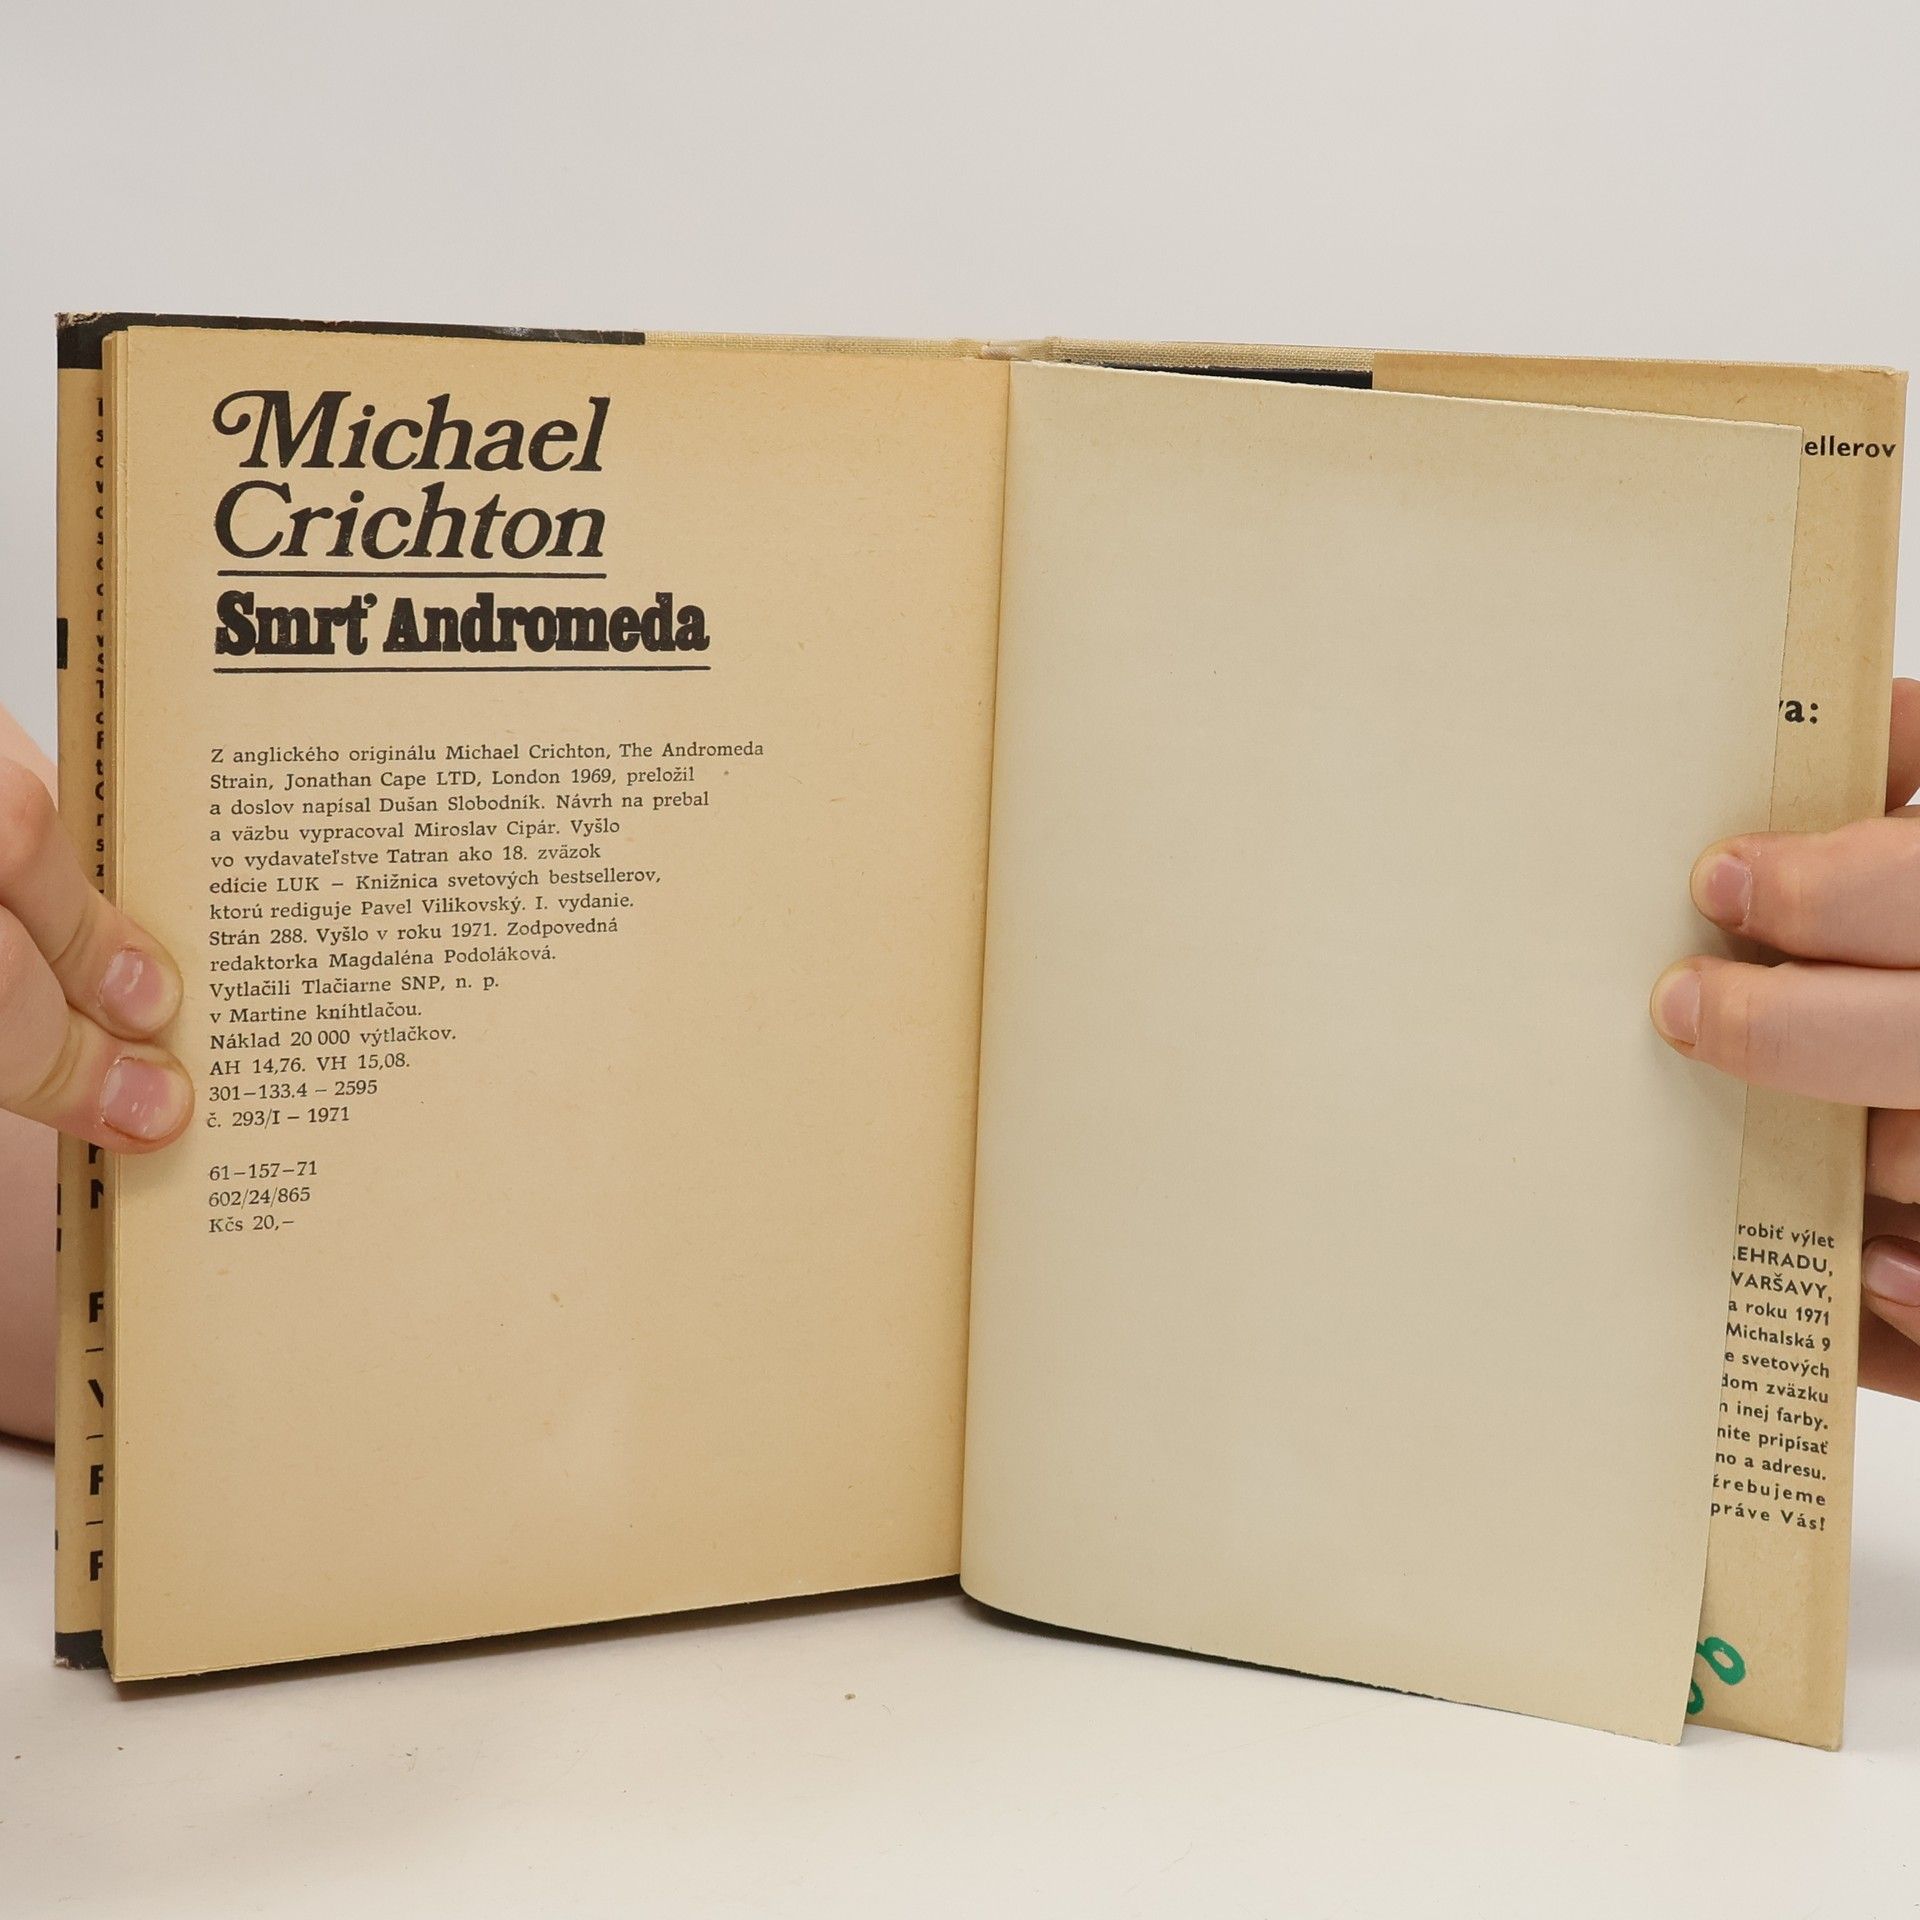 Michael
Crichton
Smrť Andromeda
Z anglického originálu Michael Crichton, The Andromeda
Strain, Jonathan Cape LTD, London 1969, preložil
a doslov napísal Dušan Slobodník. Návrh na prebal
a väzbu vypracoval Miroslav Cipár. Vyšlo
vo vydavateľstve Tatran ako 18. zväzok
edície LUK – Knižnica svetových bestsellerov,
ktorú rediguje Pavel Vilikovský. I. vydanie.
Strán 288. Vyšlo v roku 1971. Zodpovedná
redaktorka Magdaléna Podoláková.
Vytlačili Tlačiarne SNP, n. p.
v Martine kníhtlačou.
Náklad 20 000 výtlačkov.
AH 14,76. VH 15,08.
301–133.4 – 2595
č. 293/I – 1971
61–157–71
602/24/865
Kčs 20,–
ellerov
va:
robiť výlet
EHRADU,
VARŠAVY,
a roku 1971
Michalská 9
e svetových
dom zväzku
inej farby.
nite pripísať
no a adresu.
žrebujeme
práve Vás!